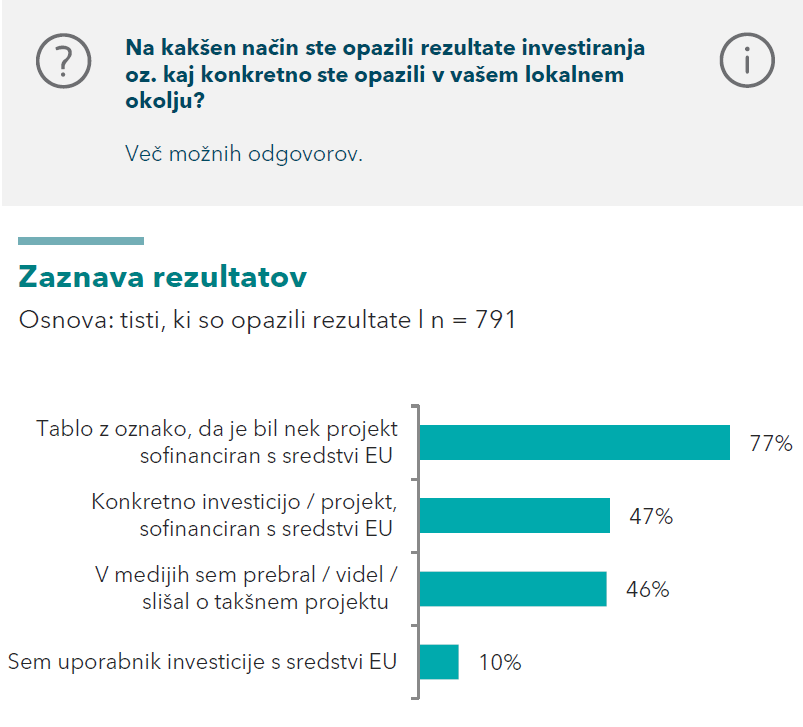 ?
Na kakšen način ste opazili rezultate investiranja
oz. kaj konkretno ste opazili v vašem lokalnem
okolju?
i
Več možnih odgovorov.
Zaznava rezultatov
Osnova: tisti, ki so opazili rezultate l n = 791
Tablo z oznako, da je bil nek projekt
sofinanciran s sredstvi EU
77%
Konkretno investicijo / projekt,
sofinanciran s sredstvi EU
47%
V medijih sem prebral / videl /
slišal o takšnem projektu
46%
Sem uporabnik investicije s sredstvi EU
10%